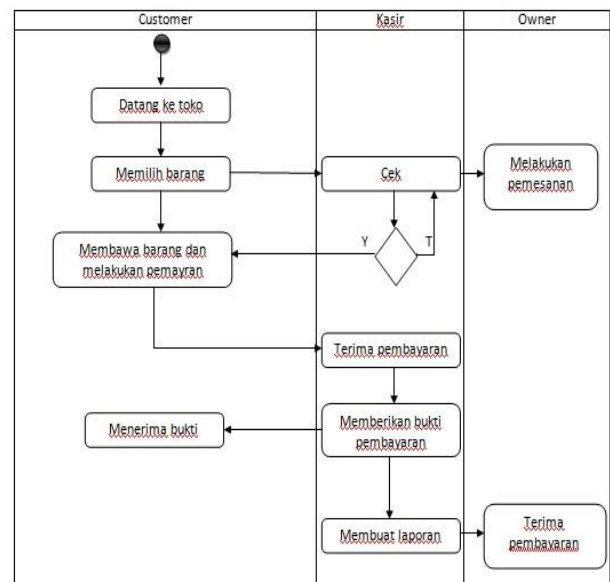 Customer
Kasir
Owner
Datang ke toko
Memilih barang
Cek
Melakukan
pemesanan
Y
T
Membawa barang dan
melakukan pemayran
Terima pembayaran
Menerima bukti
Memberikan bukti
pembayaran
Membuat laporan
Terima
pembayaran